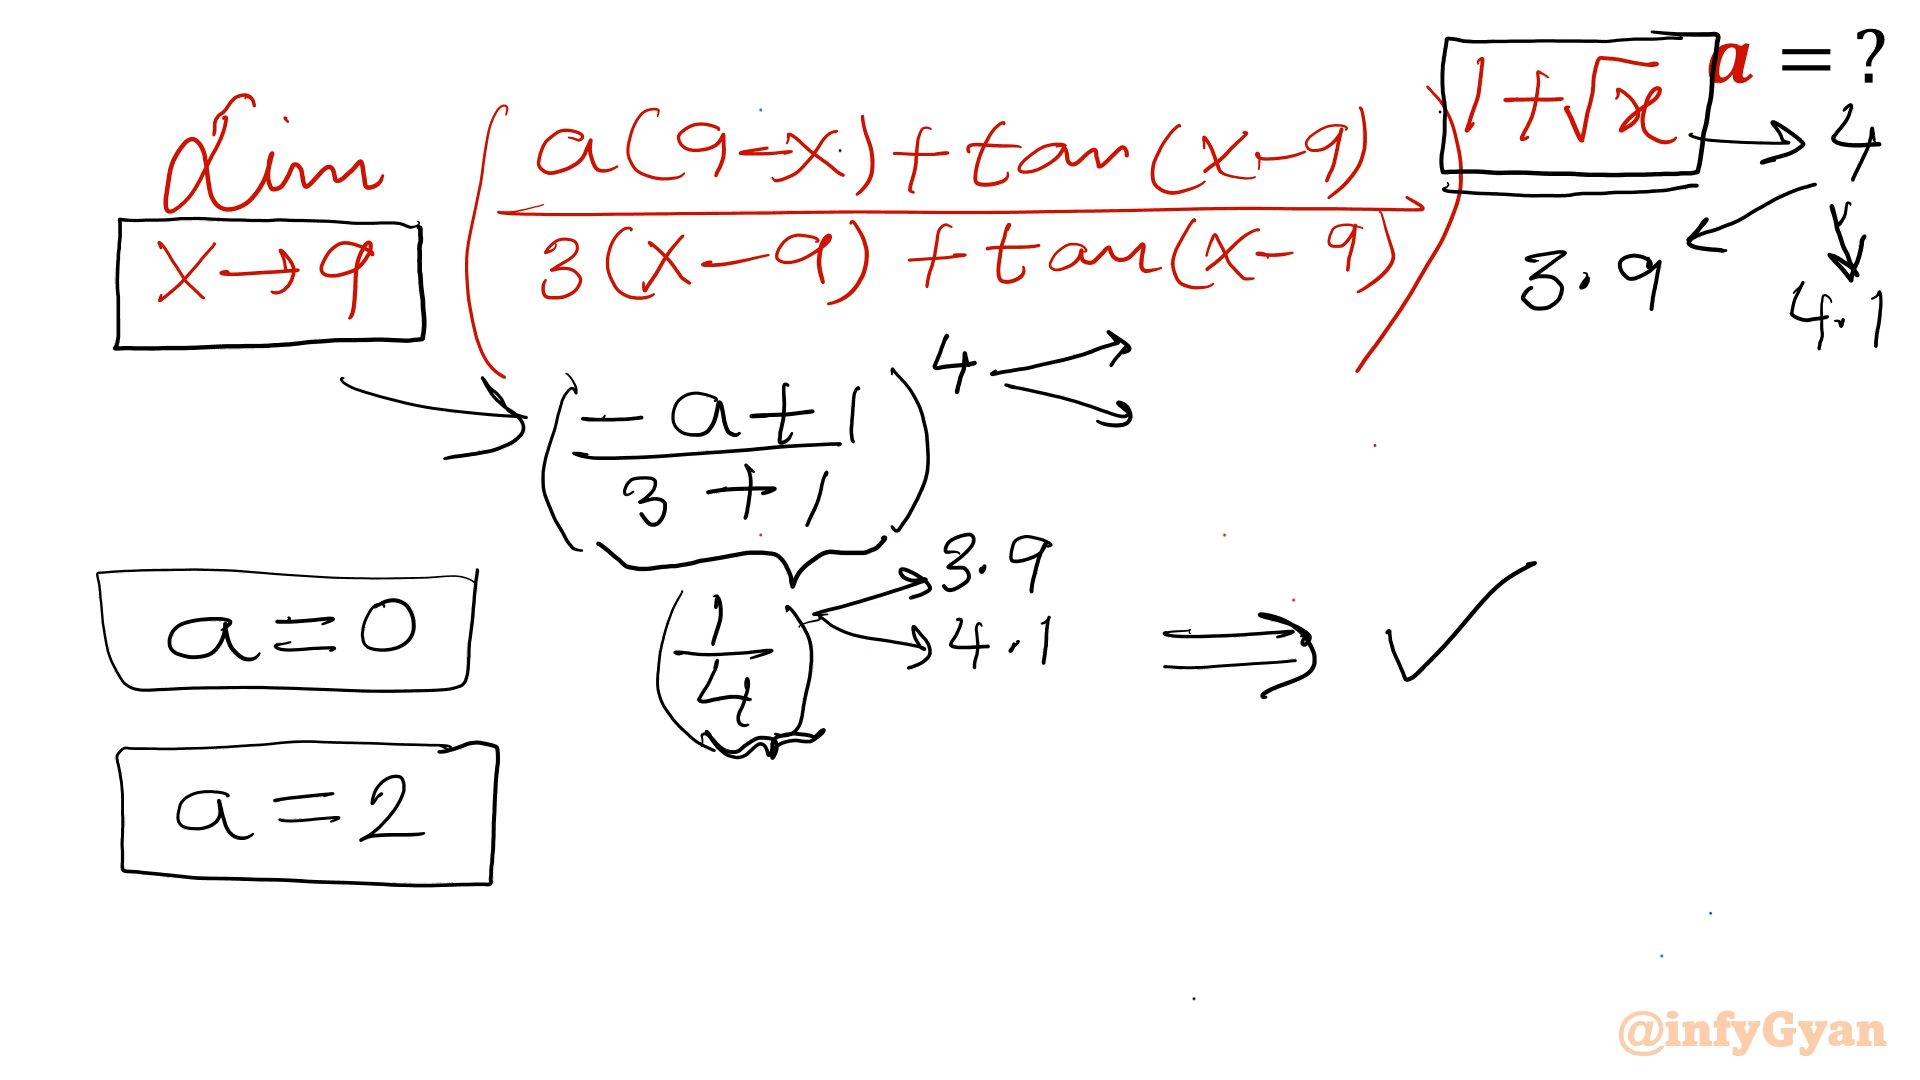 a = ?
Lim x→9 ( a(9-x)+tan(x-9) / 3(x-9)+tan(x-9) ) 1+√x → 4
3.9
4.1
( -a+1 / 3+1 ) 4
3.9
(1/4) 4.1 ⇒ ✓
a=0
a=2
@infyGyan